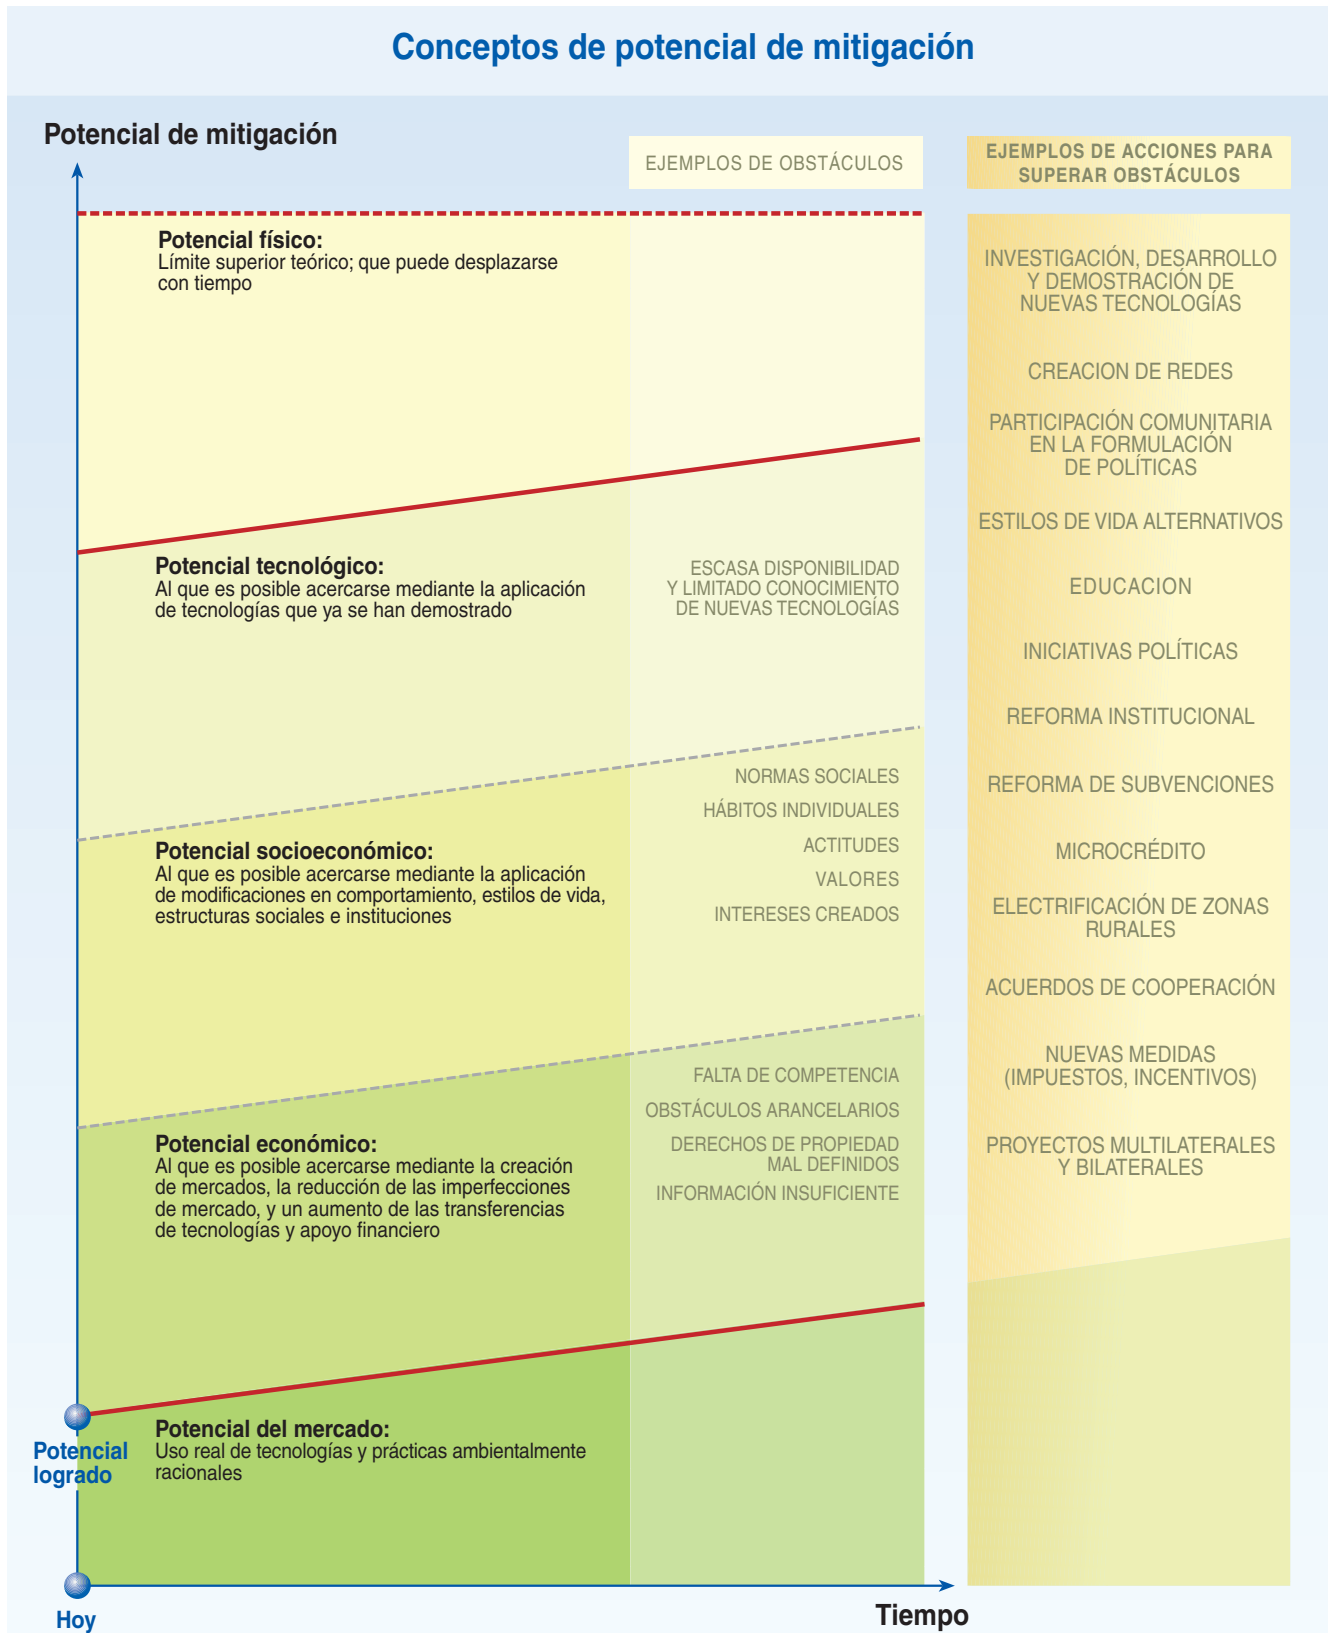 Conceptos de potencial de mitigación
Potencial de mitigación
EJEMPLOS DE OBSTÁCULOS
EJEMPLOS DE ACCIONES PARA
SUPERAR OBSTÁCULOS
Potencial físico:
Límite superior teórico; que puede desplazarse
con tiempo
Potencial tecnológico:
Al que es posible acercarse mediante la aplicación
de tecnologías que ya se han demostrado
ESCASA DISPONIBILIDAD
Y LIMITADO CONOCIMIENTO
DE NUEVAS TECNOLOGÍAS
Potencial socioeconómico:
Al que es posible acercarse mediante la aplicación
de modificaciones en comportamiento, estilos de vida,
estructuras sociales e instituciones
NORMAS SOCIALES
HÁBITOS INDIVIDUALES
ACTITUDES
VALORES
INTERESES CREADOS
Potencial económico:
Al que es posible acercarse mediante la creación
de mercados, la reducción de las imperfecciones
de mercado, y un aumento de las transferencias
de tecnologías y apoyo financiero
FALTA DE COMPETENCIA
OBSTÁCULOS ARANCELARIOS
DERECHOS DE PROPIEDAD
MAL DEFINIDOS
INFORMACIÓN INSUFICIENTE
Potencial del mercado:
Uso real de tecnologías y prácticas ambientalmente
racionales
INVESTIGACIÓN, DESARROLLO
Y DEMOSTRACIÓN DE
NUEVAS TECNOLOGÍAS
CREACION DE REDES
PARTICIPACIÓN COMUNITARIA
EN LA FORMULACIÓN
DE POLÍTICAS
ESTILOS DE VIDA ALTERNATIVOS
EDUCACION
INICIATIVAS POLÍTICAS
REFORMA INSTITUCIONAL
REFORMA DE SUBVENCIONES
MICROCRÉDITO
ELECTRIFICACIÓN DE ZONAS
RURALES
ACUERDOS DE COOPERACIÓN
NUEVAS MEDIDAS
(IMPUESTOS, INCENTIVOS)
PROYECTOS MULTILATERALES
Y BILATERALES
Potencial
logrado
Hoy
Tiempo